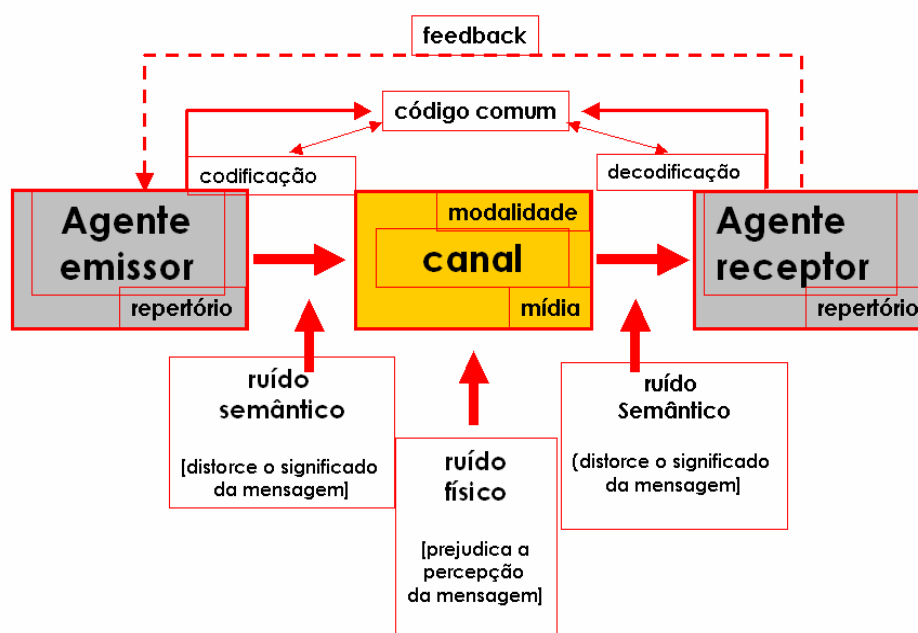 feedback
código comum
codificação
decodificação
Agente
emissor
repertório
modalidade
canal
mídia
Agente
receptor
repertório
ruído
semântico
[distorce o significado
da mensagem]
ruído
físico
[prejudica a
percepção
da mensagem]
ruído
Semântico
(distorce o significado
da mensagem]